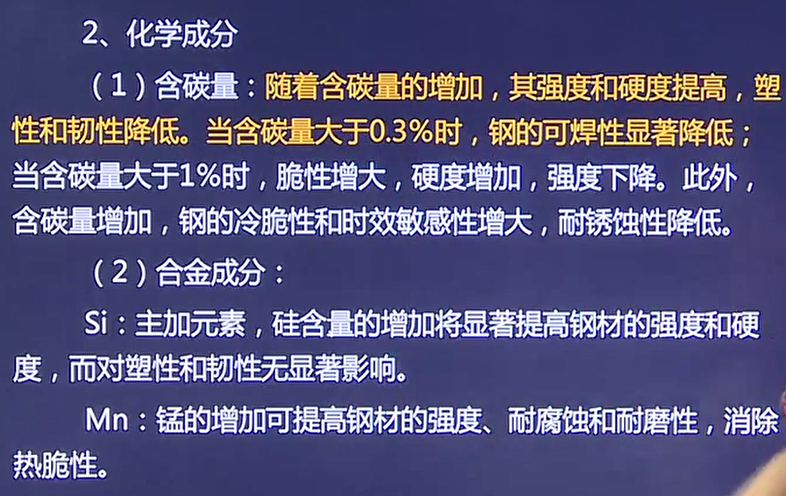 2、化学成分
（1）含碳量：随着含碳量的增加，其强度和硬度提高，塑
性和韧性降低。当含碳量大于0.3%时，钢的可焊性显著降低；
当含碳量大于1%时，脆性增大，硬度增加，强度下降。此外，
含碳量增加，钢的冷脆性和时效敏感性增大，耐锈蚀性降低。
（2）合金成分：
Si：主加元素，硅含量的增加将显著提高钢材的强度和硬
度，而对塑性和韧性无显著影响。
Mn：锰的增加可提高钢材的强度、耐腐蚀和耐磨性，消除
热脆性。